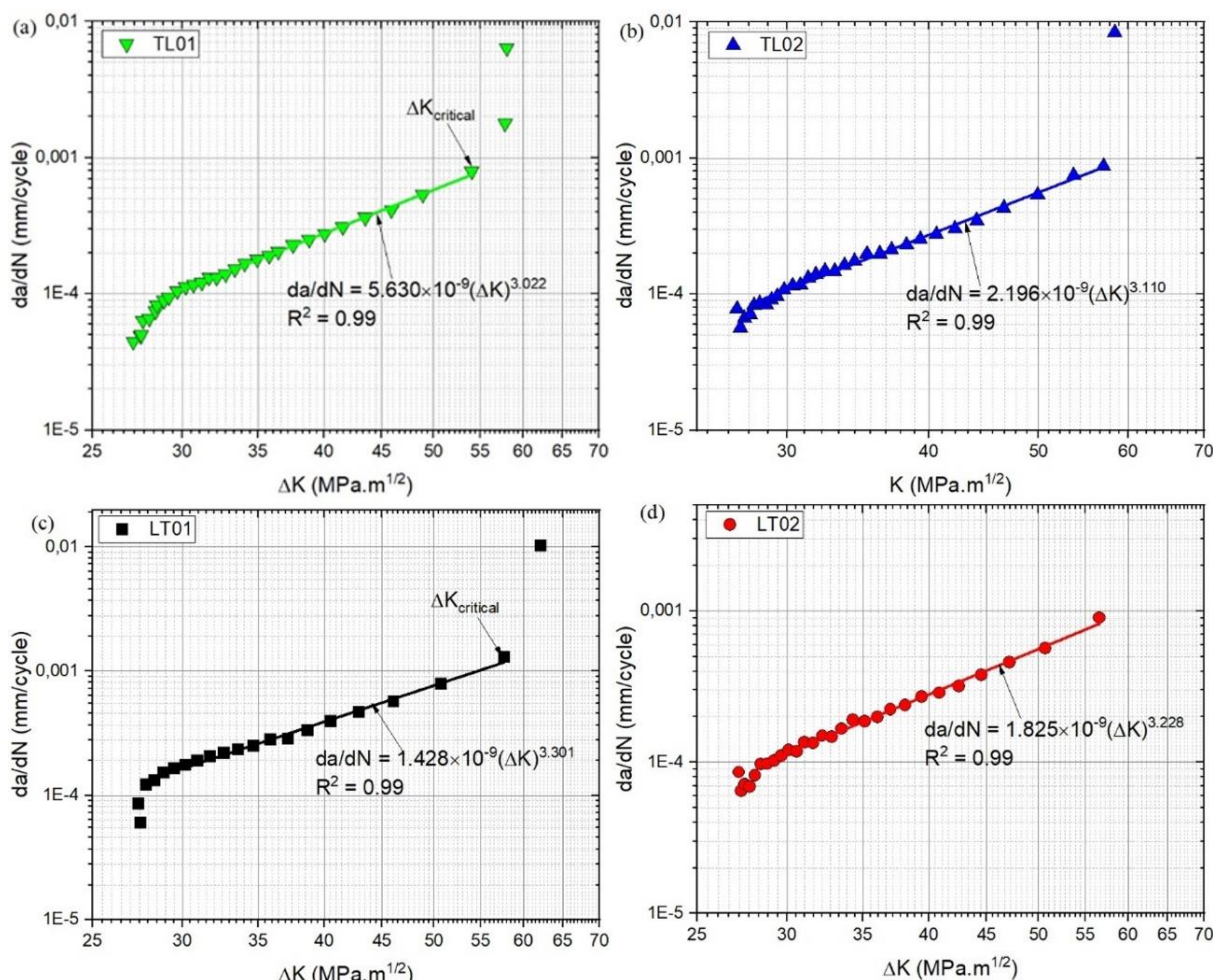 (a)
TL01
0,01
0,001
1E-4
1E-5
da/dN (mm/cycle)
ΔK_critical
da/dN = 5.630×10^-9(ΔK)^3.022
R^2 = 0.99
25 30 35 40 45 50 55 60 65 70
ΔK (MPa.m^1/2)
(b)
TL02
0,01
0,001
1E-4
1E-5
da/dN (mm/cycle)
da/dN = 2.196×10^-9(ΔK)^3.110
R^2 = 0.99
30 40 50 60 70
K (MPa.m^1/2)
(c)
LT01
0,01
0,001
1E-4
1E-5
da/dN (mm/cycle)
ΔK_critical
da/dN = 1.428×10^-9(ΔK)^3.301
R^2 = 0.99
25 30 35 40 45 50 55 60 65 70
ΔK (MPa.m^1/2)
(d)
LT02
0,001
1E-4
1E-5
da/dN (mm/cycle)
da/dN = 1.825×10^-9(ΔK)^3.228
R^2 = 0.99
25 30 35 40 45 50 55 60 70
ΔK (MPa.m^1/2)